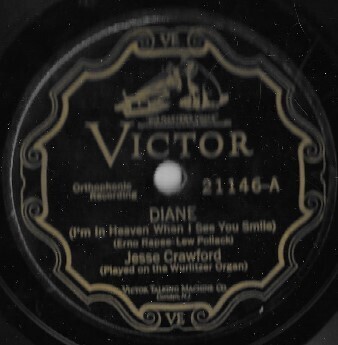 VE
VICTOR
Orthophonic
Recording
21146-A
DIANE
(I'm In Heaven When I See You Smile)
(Erno Rapee-Lew Pollack)
Jesse Crawford
(Played on the Wurlitzer Organ)
VICTOR TALKING MACHINE CO.
Camden, N.J.
VE